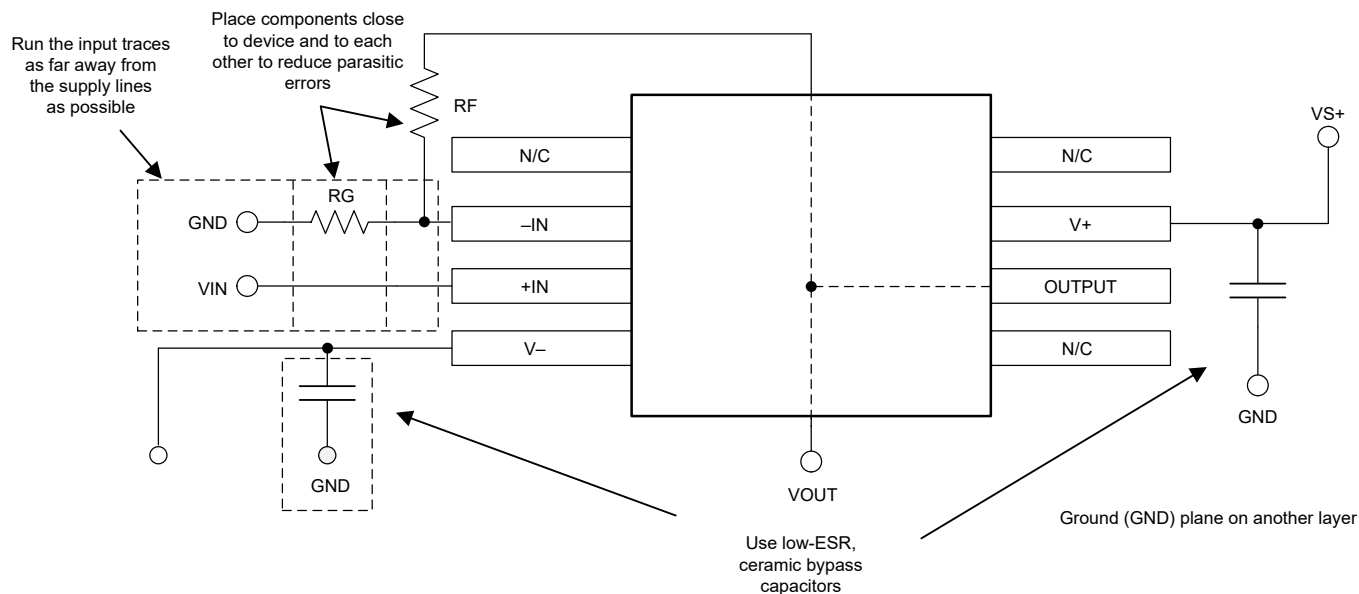 Place components close
to device and to each
other to reduce parasitic
errors
Run the input traces
as far away from
the supply lines
as possible
RF
VS+
N/C
N/C
RG
GND
–IN
V+
VIN
+IN
OUTPUT
V–
N/C
GND
GND
VOUT
Ground (GND) plane on another layer
Use low-ESR,
ceramic bypass
capacitors